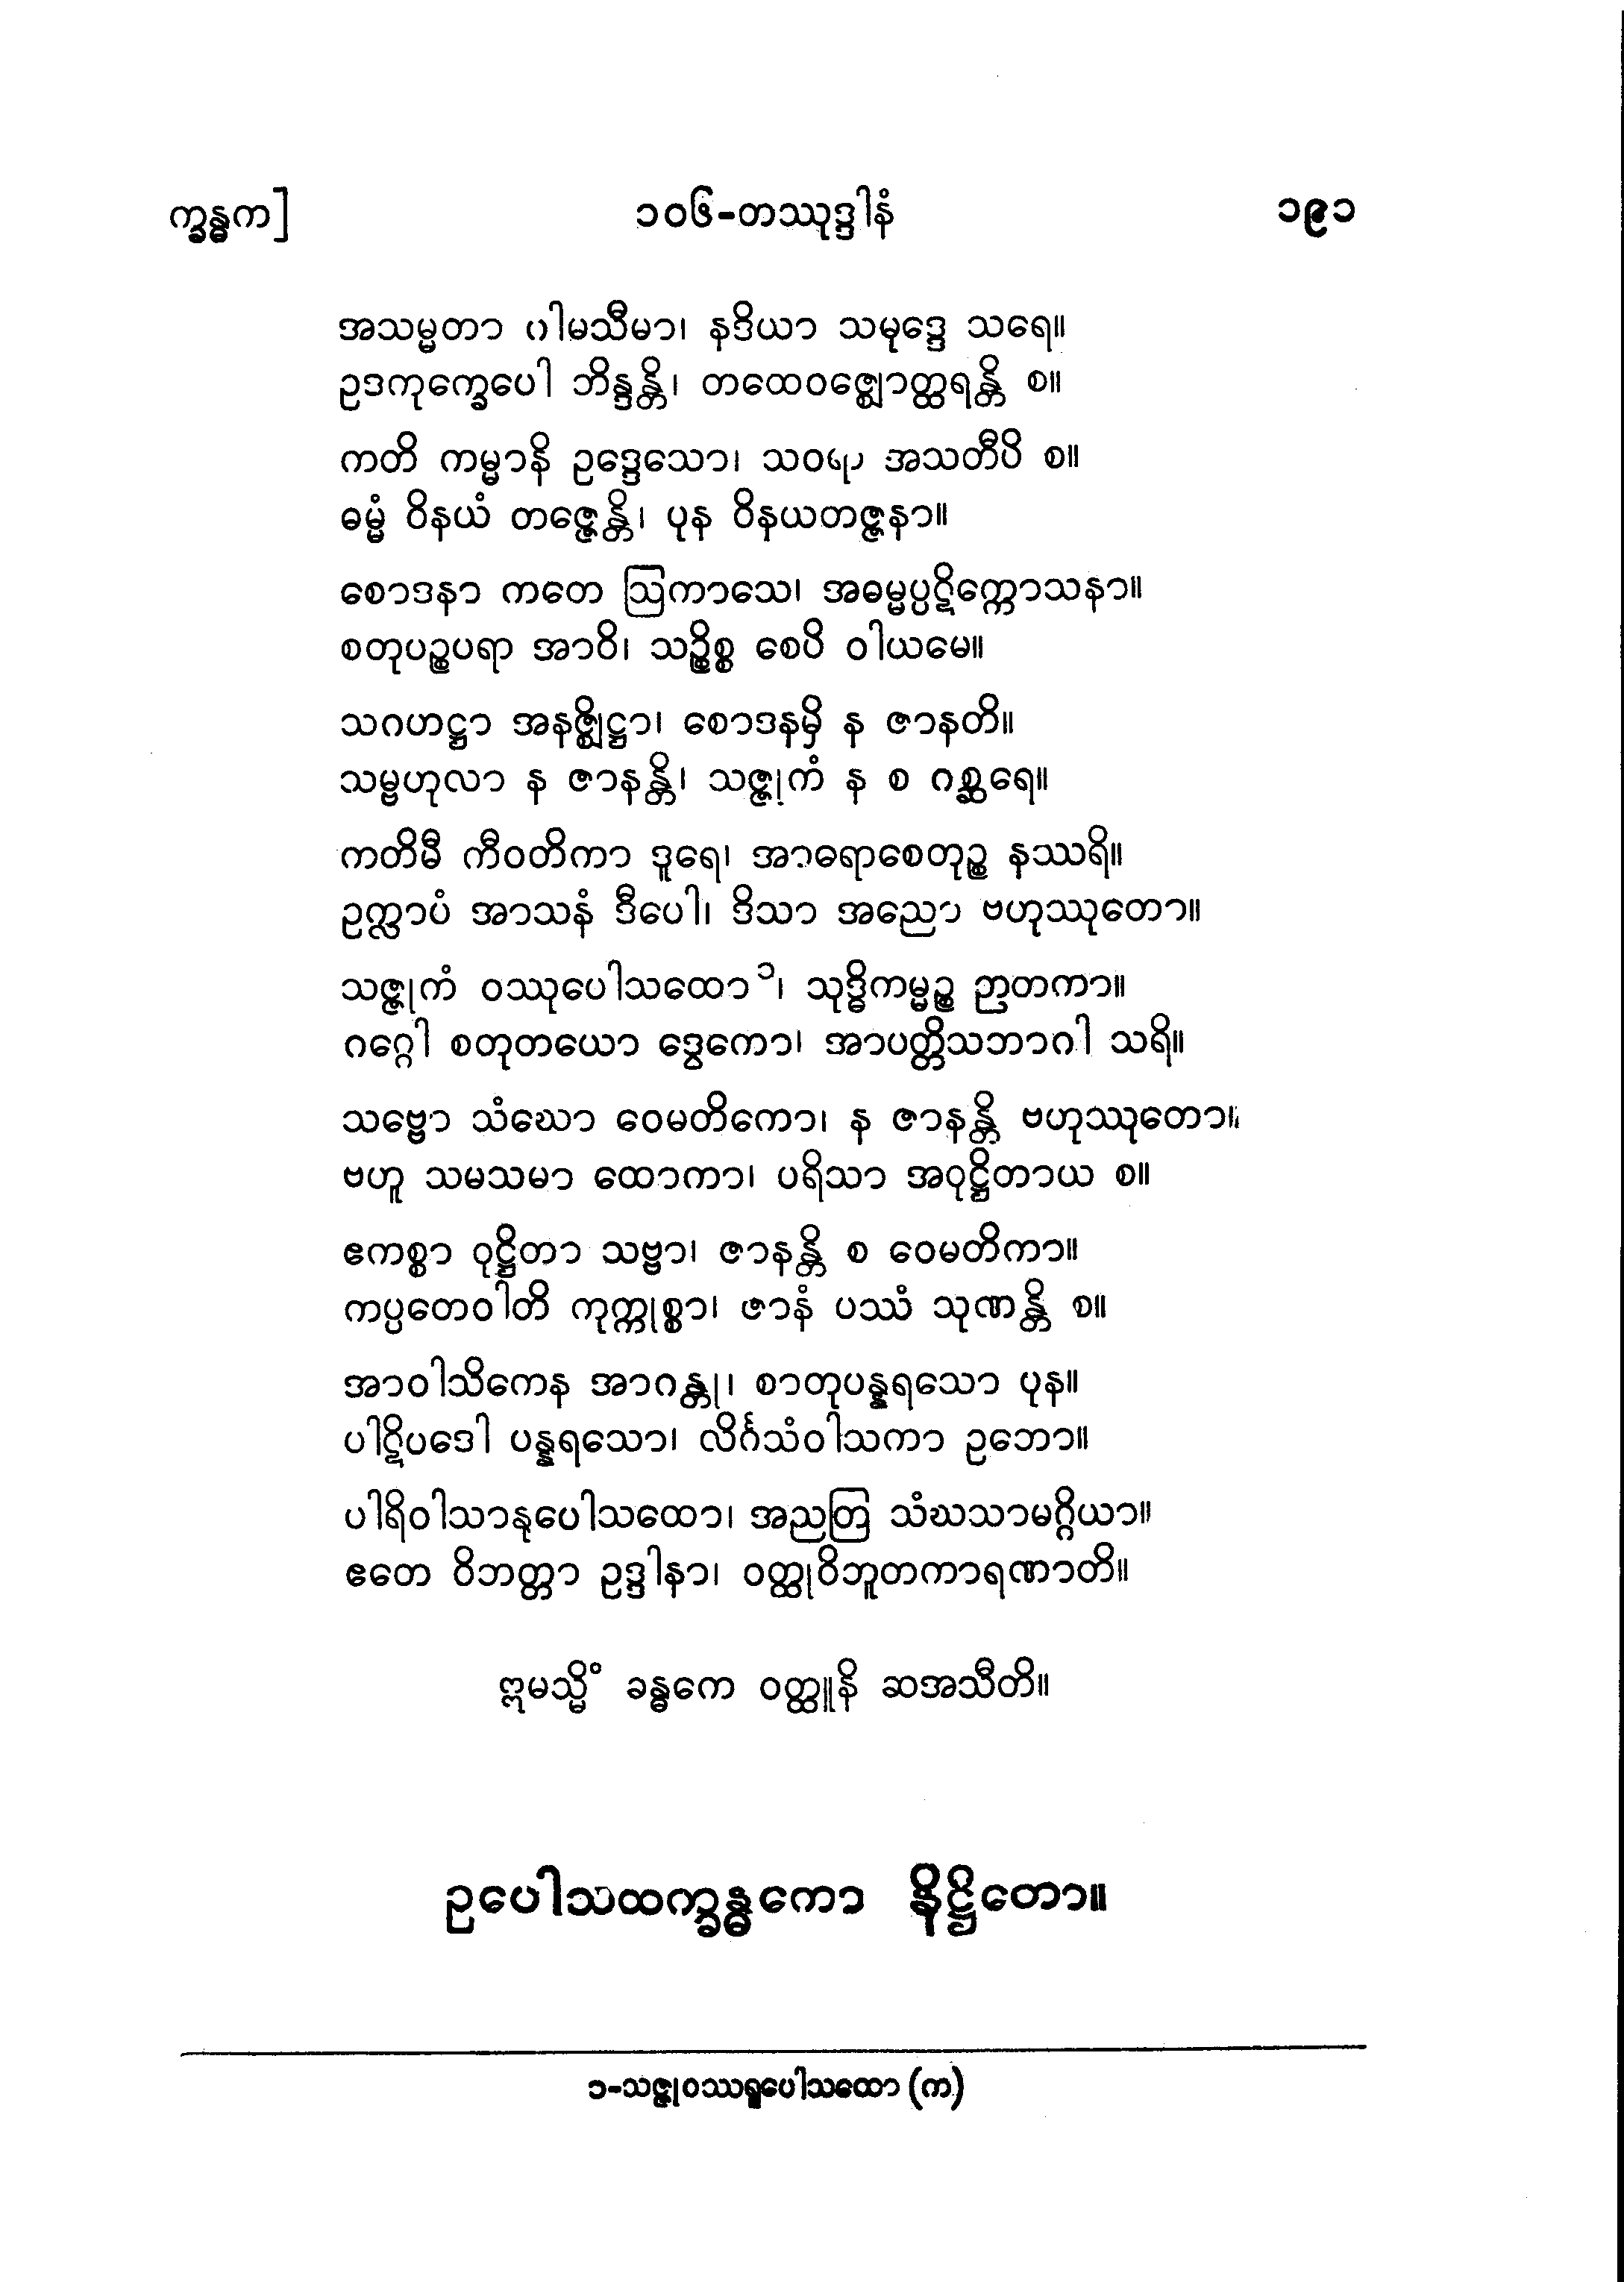 က္ခန္ဓက]
၁၀၆-တဿုဒ္ဒါနံ
၁၉၁
အသမ္မတာ ဂါမသီမာ၊ နဒိယာ သမုဒ္ဒေ သရေ။
ဥဒကုက္ခေပေါ ဘိန္ဒန္တိ၊ တထေဝဇ္ဈောတ္ထရန္တိ စ။
ကတိ ကမ္မာနိ ဥဒ္ဒေသော၊ သဝရာ အသတီပိ စ။
ဓမ္မံ ဝိနယံ တဇ္ဇေန္တိ၊ ပုန ဝိနယတဇ္ဇနာ။
စောဒနာ ကတေ ဩကာသေ၊ အဓမ္မပ္ပဋိက္ကောသနာ။
စတုပဉ္စပရာ အာဝိ၊ သဉ္စိစ္စ စေပိ ဝါယမေ။
သဂဟဋ္ဌာ အနဇ္ဈိဋ္ဌာ၊ စောဒနမှိ န ဇာနတိ။
သမ္ဗဟုလာ န ဇာနန္တိ၊ သဇ္ဇုကံ န စ ဂစ္ဆရေ။
ကတိမီ ကီဝတိကာ ဒူရေ၊ အာရောစေတုဉ္စ နဿရိ။
ဥက္လာပံ အာသနံ ဒီပေါ၊ ဒိသာ အညော ဗဟုဿုတော။
သဇ္ဇုကံ ဝဿုပေါသထော၁၊ သုဒ္ဓိကမ္မဉ္စ ဉာတကာ။
ဂဂ္ဂေါ စတုတယော ဒွေကော၊ အာပတ္တိသဘာဂါ သရိ။
သဗ္ဗော သံဃော ဝေမတိကော၊ န ဇာနန္တိ ဗဟုဿုတော။
ဗဟူ သမသမာ ထောကာ၊ ပရိသာ အဝုဋ္ဌိတာယ စ။
ဧကစ္စာ ဝုဋ္ဌိတာ သဗ္ဗာ၊ ဇာနန္တိ စ ဝေမတိကာ။
ကပ္ပတေဝါတိ ကုက္ကုစ္စာ၊ ဇာနံ ပဿံ သုဏန္တိ စ။
အာဝါသိကေန အာဂန္တု၊ စာတုပန္နရသော ပုန။
ပါဋိပဒေါ ပန္နရသော၊ လိင်္ဂသံဝါသကာ ဥဘော။
ပါရိဝါသာနုပေါသထော၊ အညတြ သံဃသာမဂ္ဂိယာ။
ဧတေ ဝိဘတ္တာ ဥဒ္ဒါနာ၊ ဝတ္ထုဝိဘူတကာရဏာတိ။
ဣမသ္မိံ ခန္ဓကေ ဝတ္ထူနိ ဆအသီတိ။
ဥပေါသထက္ခန္ဓကော နိဋ္ဌိတော။
၁-သဇ္ဇုဝဿရူပေါသထော (က)